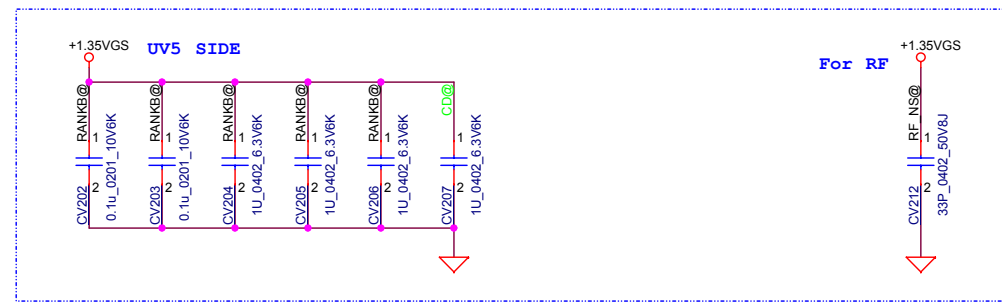 +1.35VGS
UV5 SIDE
RANKB@
1
2
CV202
0.1u_0201_10V6K
RANKB@
1
2
CV203
0.1u_0201_10V6K
RANKB@
1
2
CV204
1U_0402_6.3V6K
RANKB@
1
2
CV205
1U_0402_6.3V6K
RANKB@
1
2
CV206
1U_0402_6.3V6K
CD@
1
2
CV207
1U_0402_6.3V6K
For RF
+1.35VGS
RF_NS@
1
2
CV212
33P_0402_50V8J